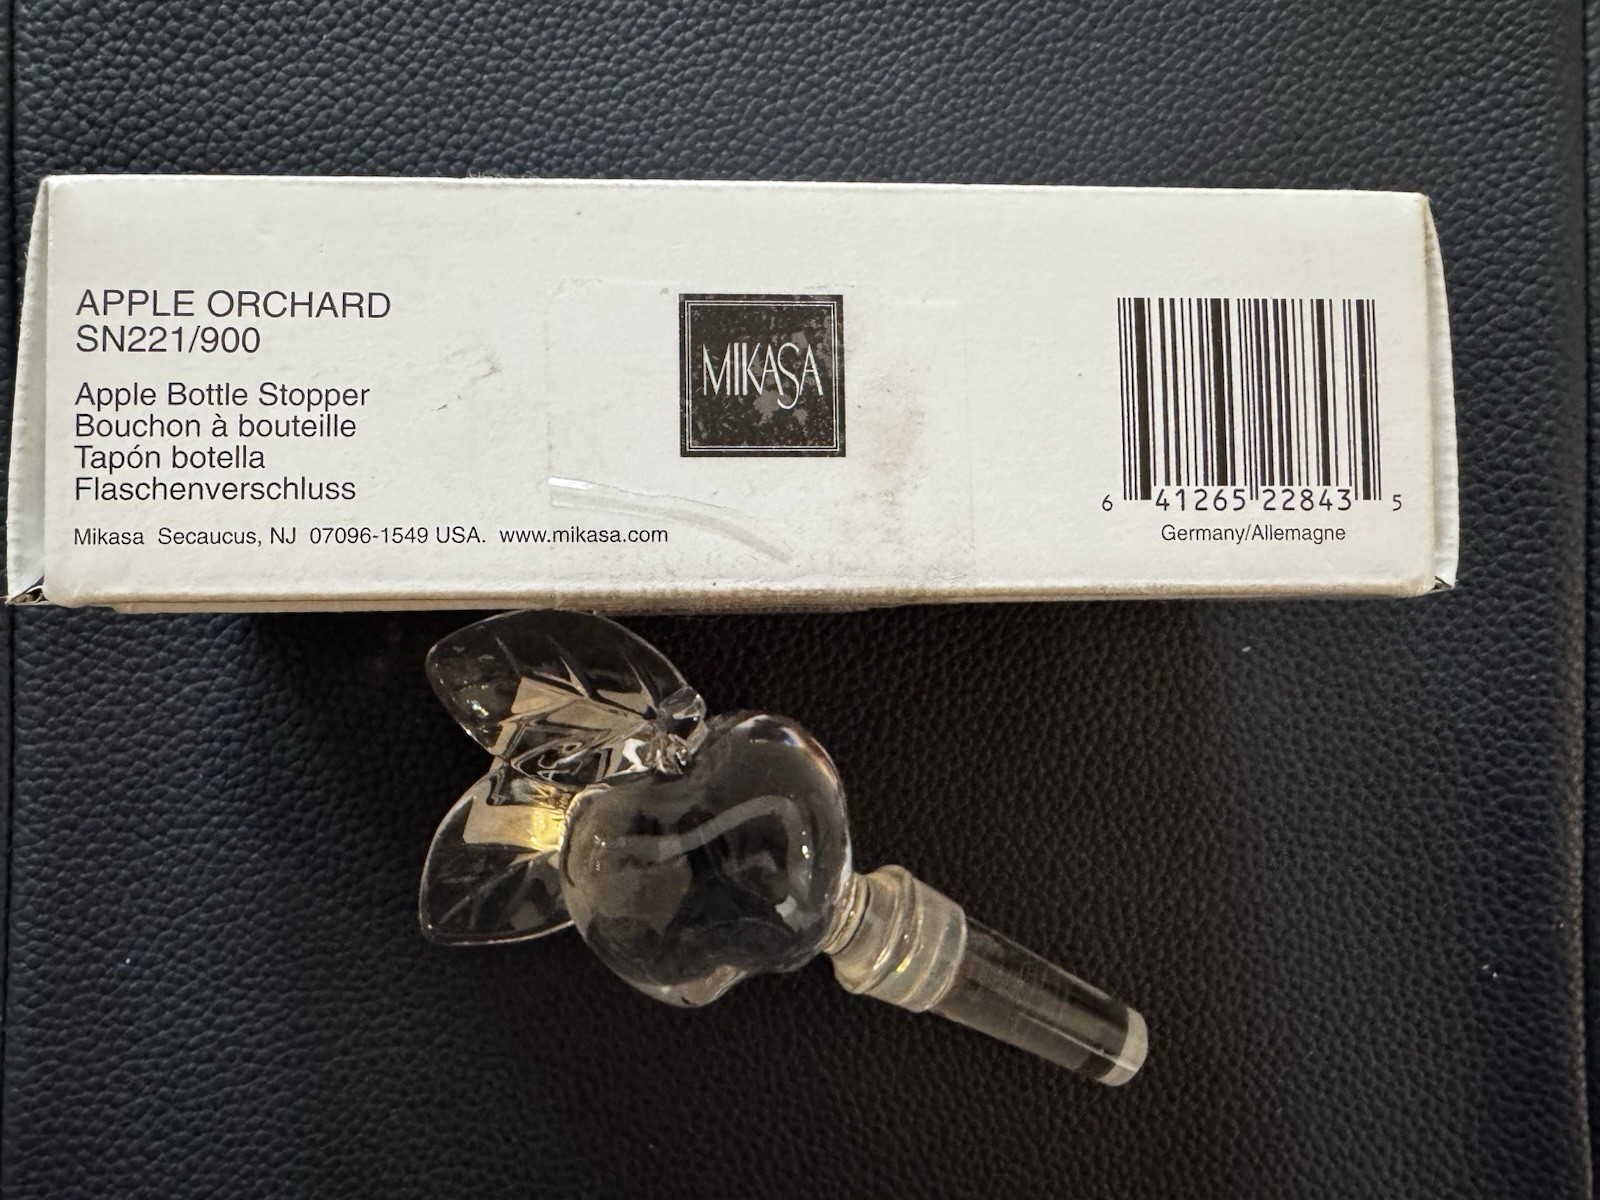 APPLE ORCHARD
SN221/900
Apple Bottle Stopper
Bouchon à bouteille
Tapón botella
Flaschenverschluss
Mikasa Secaucus, NJ 07096-1549 USA. www.mikasa.com
MIKASA
6 41265 22843 5
Germany/Allemagne